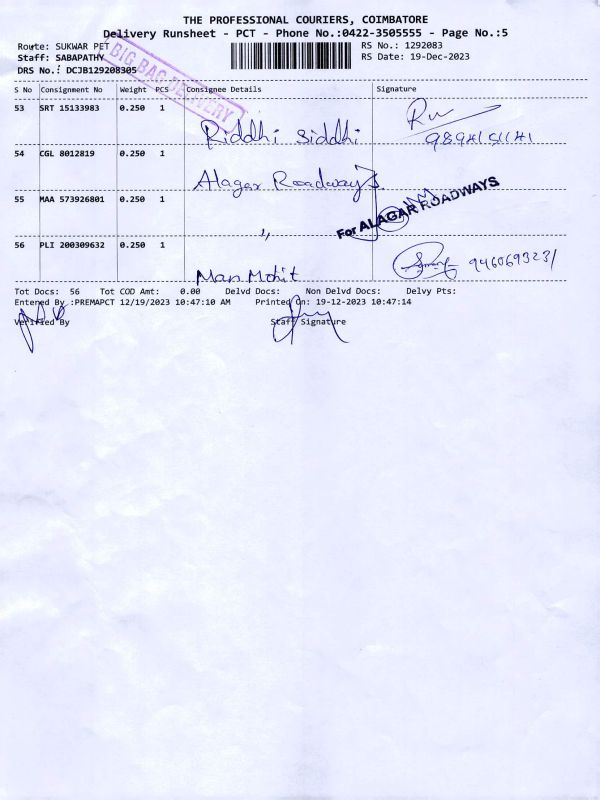 THE PROFESSIONAL COURIERS, COIMBATORE
Delivery Runsheet - PCT - Phone No.:0422-3505555 - Page No.:5
Route: SUKWAR PET
RS No.: 1292083
Staff: SABAPATHY
RS Date: 19-Dec-2023
DRS No.: DCJB129208305
BIG BAG DELIVERY
S No Consignment No Weight PCS Consignee Details Signature
53 SRT 15133983 0.250 1
Riddhi Siddhi
54 CGL 8012819 0.250 1
Alagar Roadways
55 MAA 573926801 0.250 1
For ALAGAR ROADWAYS
"
56 PLI 200309632 0.250 1
Man Mohit
Tot Docs: 56 Tot COD Amt: 0.00 Delvd Docs: Non Delvd Docs: Delvy Pts:
Entered By :PREMAPCT 12/19/2023 10:47:10 AM Printed On: 19-12-2023 10:47:14
Verified By Staff Signature